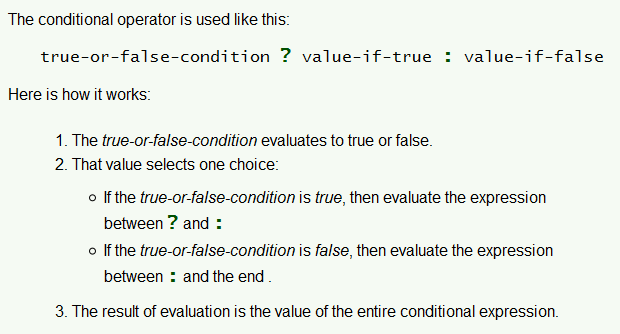 The conditional operator is used like this:
true-or-false-condition ? value-if-true : value-if-false
Here is how it works:
1. The true-or-false-condition evaluates to true or false.
2. That value selects one choice:
o If the true-or-false-condition is true, then evaluate the expression
between ? and :
o If the true-or-false-condition is false, then evaluate the expression
between : and the end .
3. The result of evaluation is the value of the entire conditional expression.